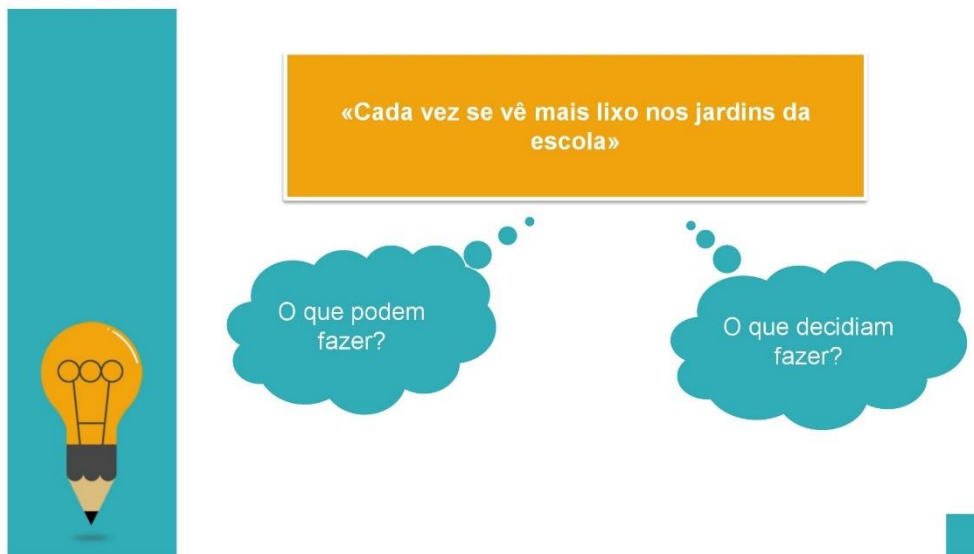 «Cada vez se vê mais lixo nos jardins da
escola»
O que podem
fazer?
O que decidiam
fazer?